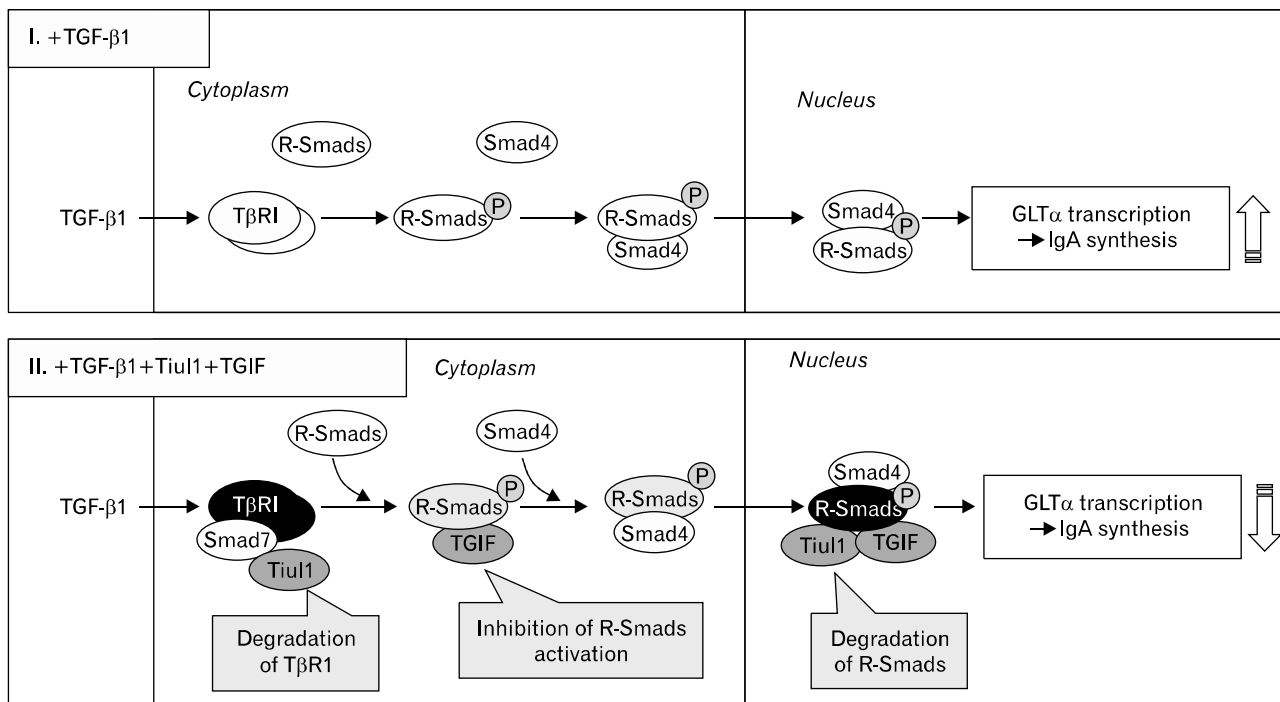 I. +TGF-β1
Cytoplasm
Nucleus
R-Smads
Smad4
TGF-β1
TβRI
R-Smads
P
R-Smads
P
Smad4
Smad4
P
R-Smads
GLTα transcription
→IgA synthesis
II. +TGF-β1+Tiul1+TGIF
Cytoplasm
Nucleus
R-Smads
Smad4
TGF-β1
TβRI
Smad7
Tiul1
R-Smads
P
TGIF
R-Smads
P
Smad4
Smad4
R-Smads
P
Tiul1
TGIF
GLTα transcription
→IgA synthesis
Degradation
of TβR1
Inhibition of R-Smads
activation
Degradation
of R-Smads